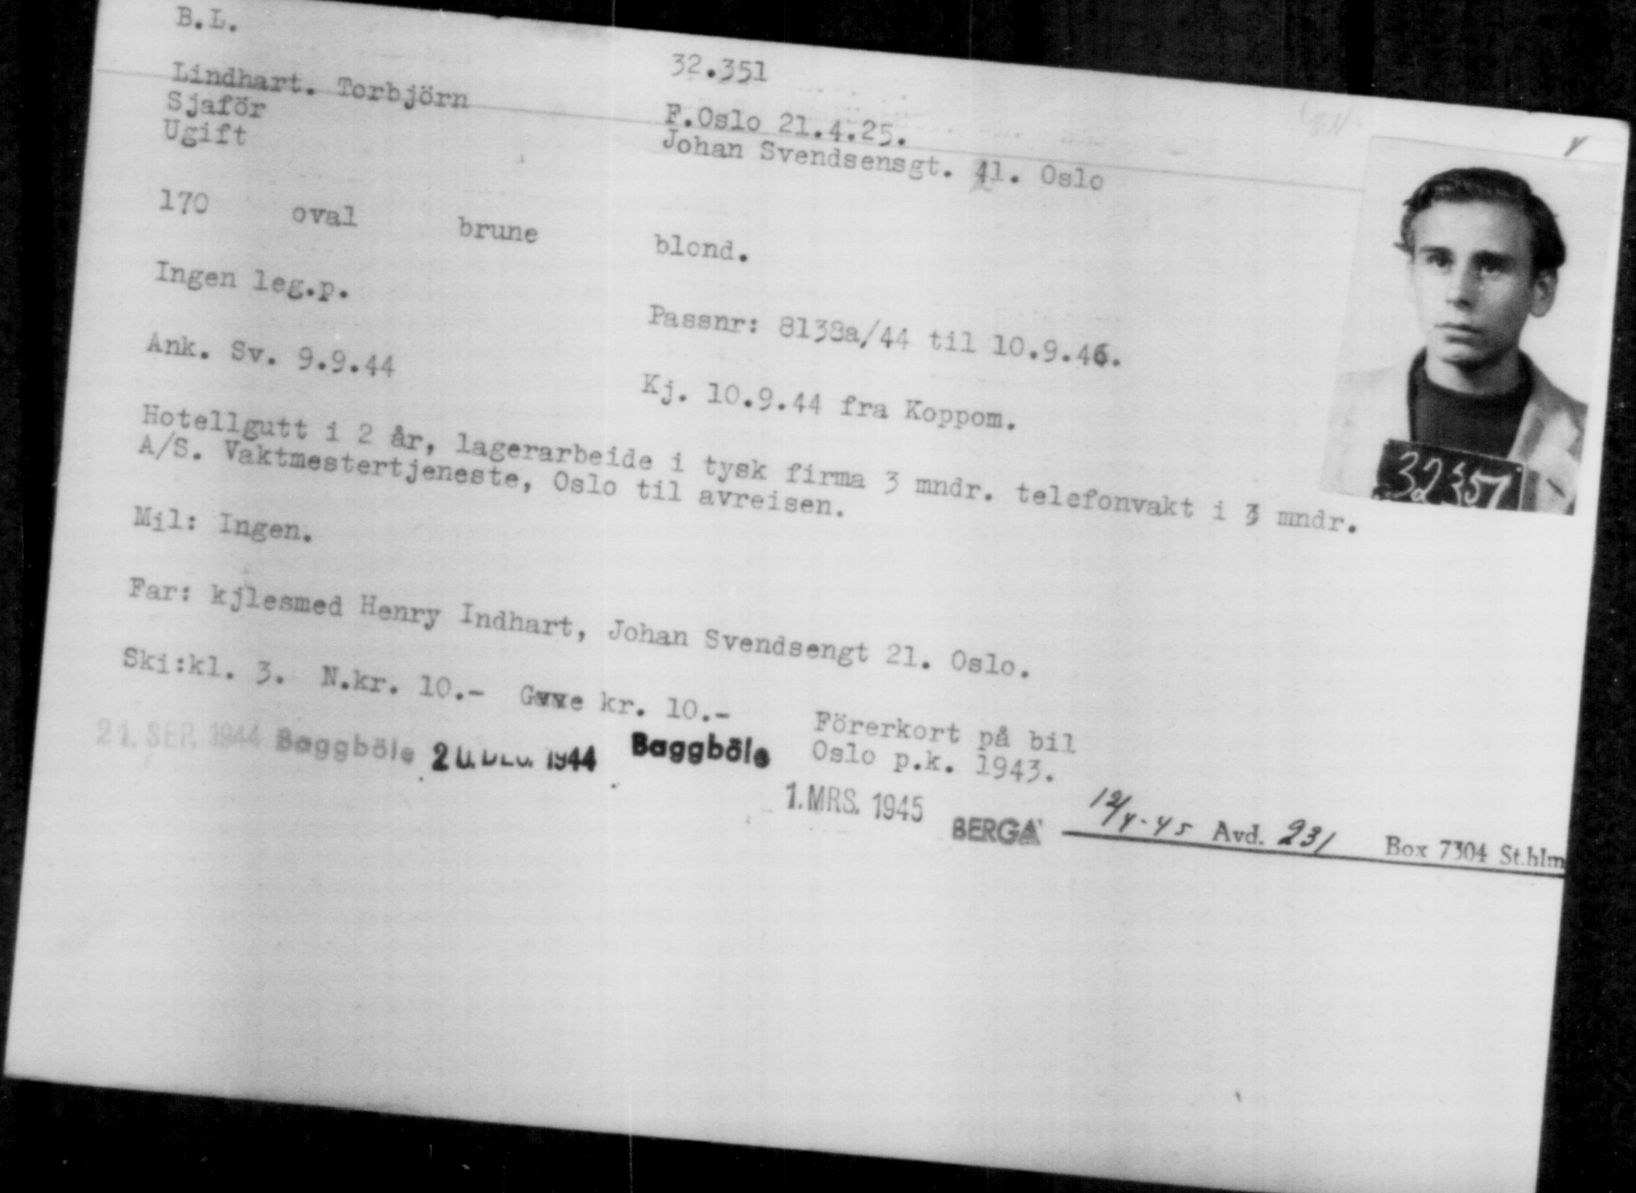 B.L.
32.351
Lindhart. Torbjörn
F.Oslo 21.4.25.
Sjaför
Johan Svendsensgt. 21. Oslo
Ugift
170 oval brune blond.
Ingen leg.p.
Passnr: 8138a/44 til 10.9.46.
Ank. Sv. 9.9.44
Kj. 10.9.44 fra Koppom.
Hotellgutt i 2 år, lagerarbeide i tysk firma 3 mndr. telefonvakt i 3 mndr.
A/S. Vaktmestertjeneste, Oslo til avreisen.
Mil: Ingen.
Far: kjlesmed Henry Indhart, Johan Svendsengt 21. Oslo.
Ski:kl. 3. N.kr. 10.- Gave kr. 10.-
Förerkort på bil
Oslo p.k. 1943.
21. SEP. 1944 Baggböle 20. DEC. 1944 Baggböle
1. MRS. 1945 BERGA 12/4-45 Avd. 231 Box 7304 St.hlm
32351